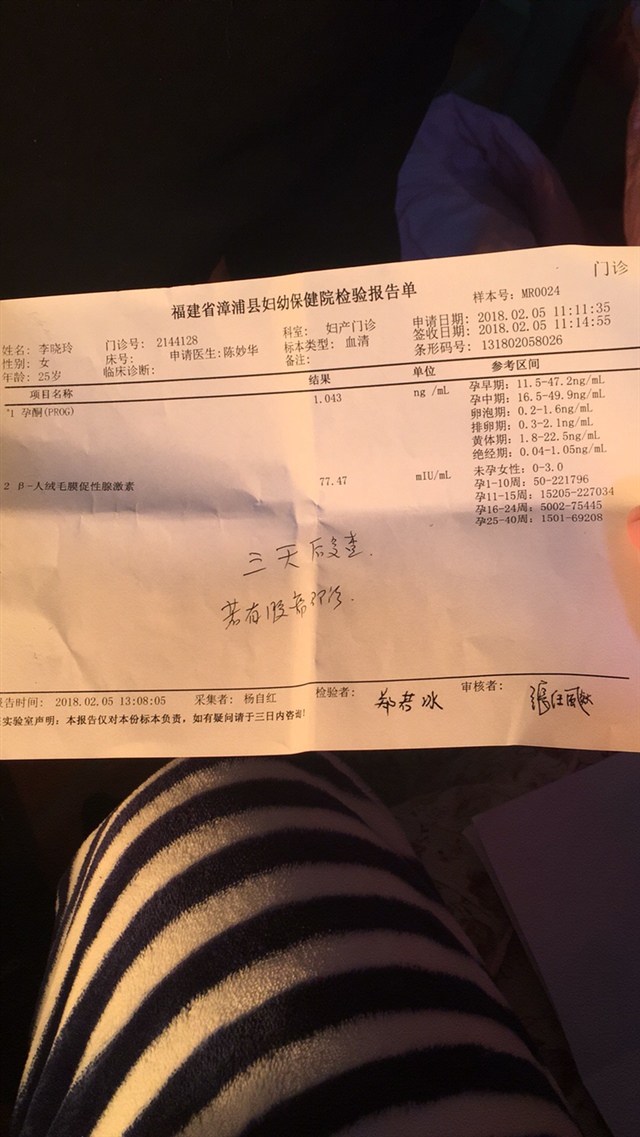 门诊
福建省漳浦县妇幼保健院检验报告单
样本号：MR0024
姓名：李晓玲 门诊号：2144128 科室：妇产门诊 申请日期：2018.02.05 11:11:35
性别：女 床号： 申请医生：陈妙华 标本类型：血清 签收日期：2018.02.05 11:14:55
年龄：25岁 临床诊断： 备注： 条形码号：131802058026
项目名称 结果 单位 参考区间
*1 孕酮(PROG) 1.043 ng /mL 孕早期：11.5-47.2ng/mL
孕中期：16.5-49.9ng/mL
卵泡期：0.2-1.6ng/mL
排卵期：0.3-2.1ng/mL
黄体期：1.8-22.5ng/mL
绝经期：0.04-1.05ng/mL
2 β-人绒毛膜促性腺激素 77.47 mIU/mL 未孕女性：0-3.0
孕1-10周：50-221796
孕11-15周：15205-227034
孕16-24周：5002-75445
孕25-40周：1501-69208
三天后复查.
若有腹痛即诊.
报告时间：2018.02.05 13:08:05 采集者：杨自红 检验者： 审核者：
实验室声明：本报告仅对本份标本负责，如有疑问请于三日内咨询!